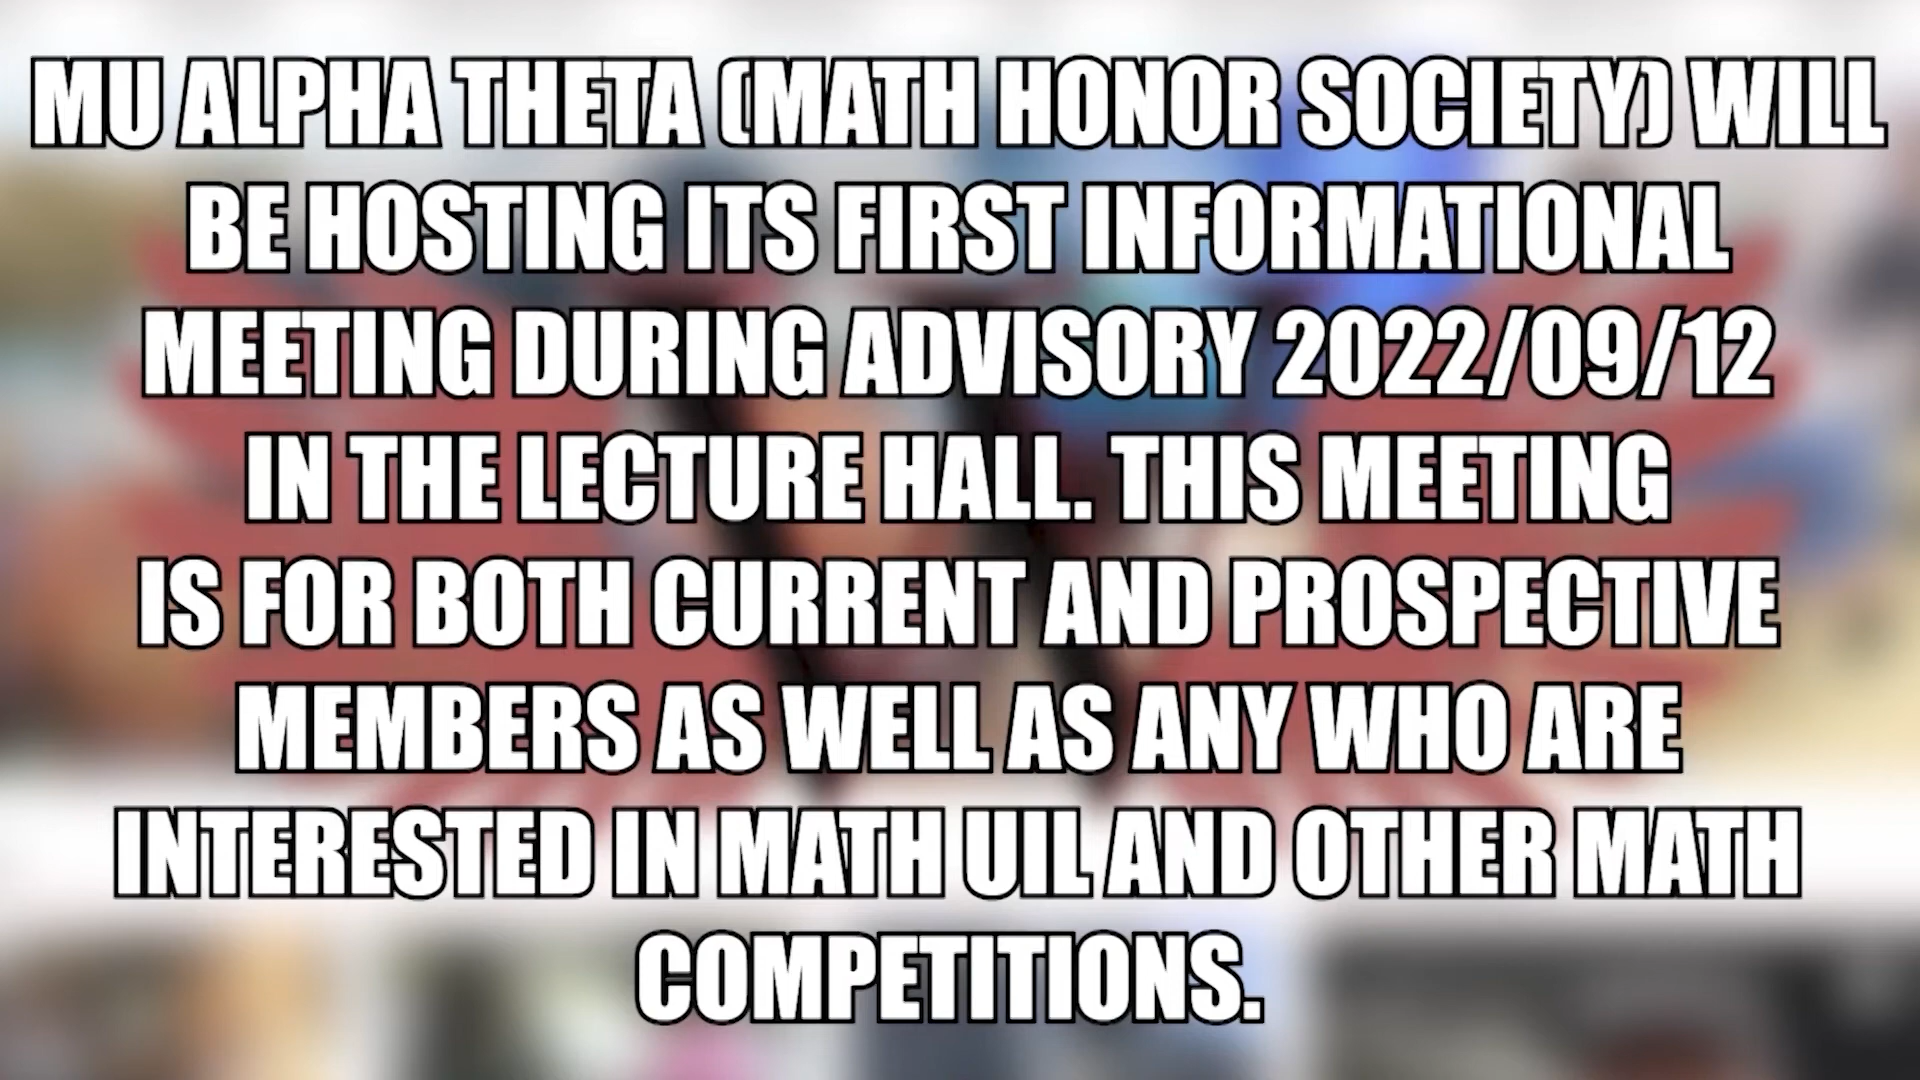 MU ALPHA THETA (MATH HONOR SOCIETY) WILL
BE HOSTING ITS FIRST INFORMATIONAL
MEETING DURING ADVISORY 2022/09/12
IN THE LECTURE HALL. THIS MEETING
IS FOR BOTH CURRENT AND PROSPECTIVE
MEMBERS AS WELL AS ANY WHO ARE
INTERESTED IN MATH UIL AND OTHER MATH
COMPETITIONS.